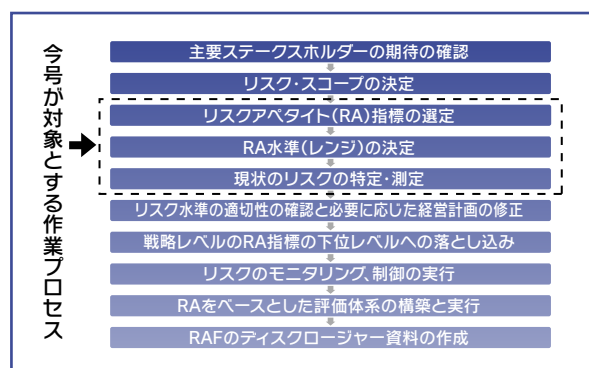 今号が対象とする作業プロセス
主要ステークスホルダーの期待の確認
リスク・スコープの決定
リスクアペタイト(RA)指標の選定
RA水準(レンジ)の決定
現状のリスクの特定・測定
リスク水準の適切性の確認と必要に応じた経営計画の修正
戦略レベルのRA指標の下位レベルへの落とし込み
リスクのモニタリング、制御の実行
RAをベースとした評価体系の構築と実行
RAFのディスクロージャー資料の作成